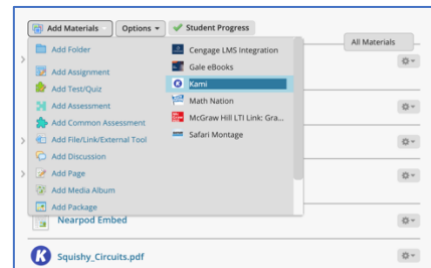 Add Materials Options Student Progress
All Materials
Add Folder
Add Assignment
Add Test/Quiz
Add Assessment
Add Common Assessment
Add File/Link/External Tool
Add Discussion
Add Page
Add Media Album
Add Package
Cengage LMS Integration
Gale eBooks
Kami
Math Nation
McGraw Hill LTI Link: Gra...
Safari Montage
Nearpod Embed
K Squishy_Circuits.pdf